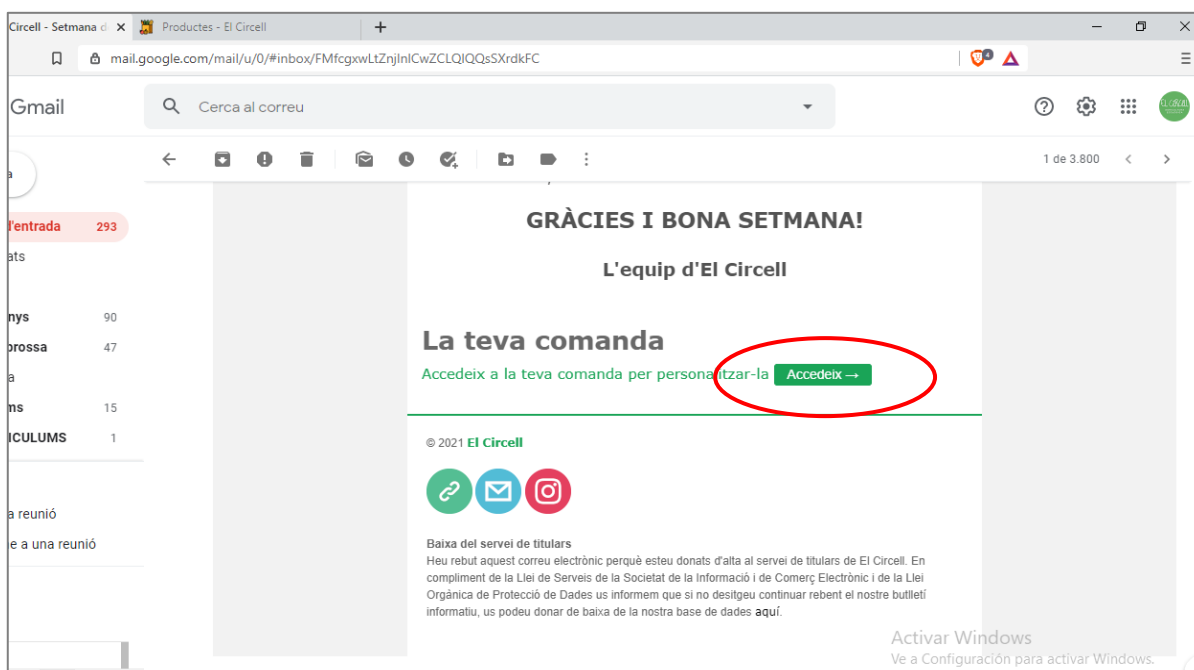 Circell - Setmana d
Productes - El Circell
mail.google.com/mail/u/0/#inbox/FMfcgxwLtZnjInlCwZCLQlQQsSXrdkFC
4
Gmail
Cerca al correu
a
1 de 3.800
l'entrada 293
ats
nys 90
brossa 47
a
ms 15
ICULUMS 1
a reunió
e a una reunió
GRÀCIES I BONA SETMANA!
L'equip d'El Circell
La teva comanda
Accedeix a la teva comanda per personalitzar-la Accedeix →
© 2021 El Circell
Baixa del servei de titulars
Heu rebut aquest correu electrònic perquè esteu donats d'alta al servei de titulars de El Circell. En
compliment de la Llei de Serveis de la Societat de la Informació i de Comerç Electrònic i de la Llei
Orgánica de Protecció de Dades us informem que si no desitgeu continuar rebent el nostre butlletí
informatiu, us podeu donar de baixa de la nostra base de dades aquí.
Activar Windows
Ve a Configuración para activar Windows.